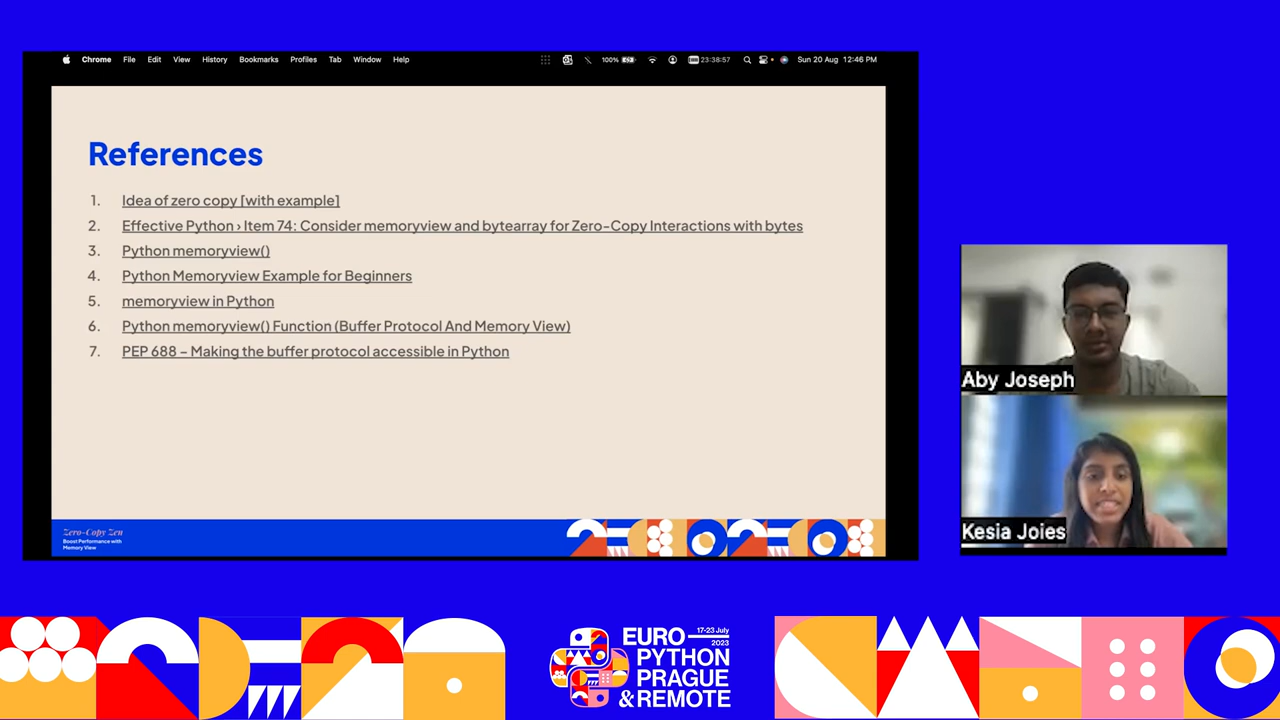 Chrome File Edit View History Bookmarks Profiles Tab Window Help 100% 23:38:57 Sun 20 Aug 12:46 PM
References
1. Idea of zero copy [with example]
2. Effective Python › Item 74: Consider memoryview and bytearray for Zero-Copy Interactions with bytes
3. Python memoryview()
4. Python Memoryview Example for Beginners
5. memoryview in Python
6. Python memoryview() Function (Buffer Protocol And Memory View)
7. PEP 688 – Making the buffer protocol accessible in Python
Zero-Copy Zen
Boost Performance with
Memory View
Aby Joseph
Kesia Joies
EURO 17-23 July 2023
PYTHON
PRAGUE
& REMOTE